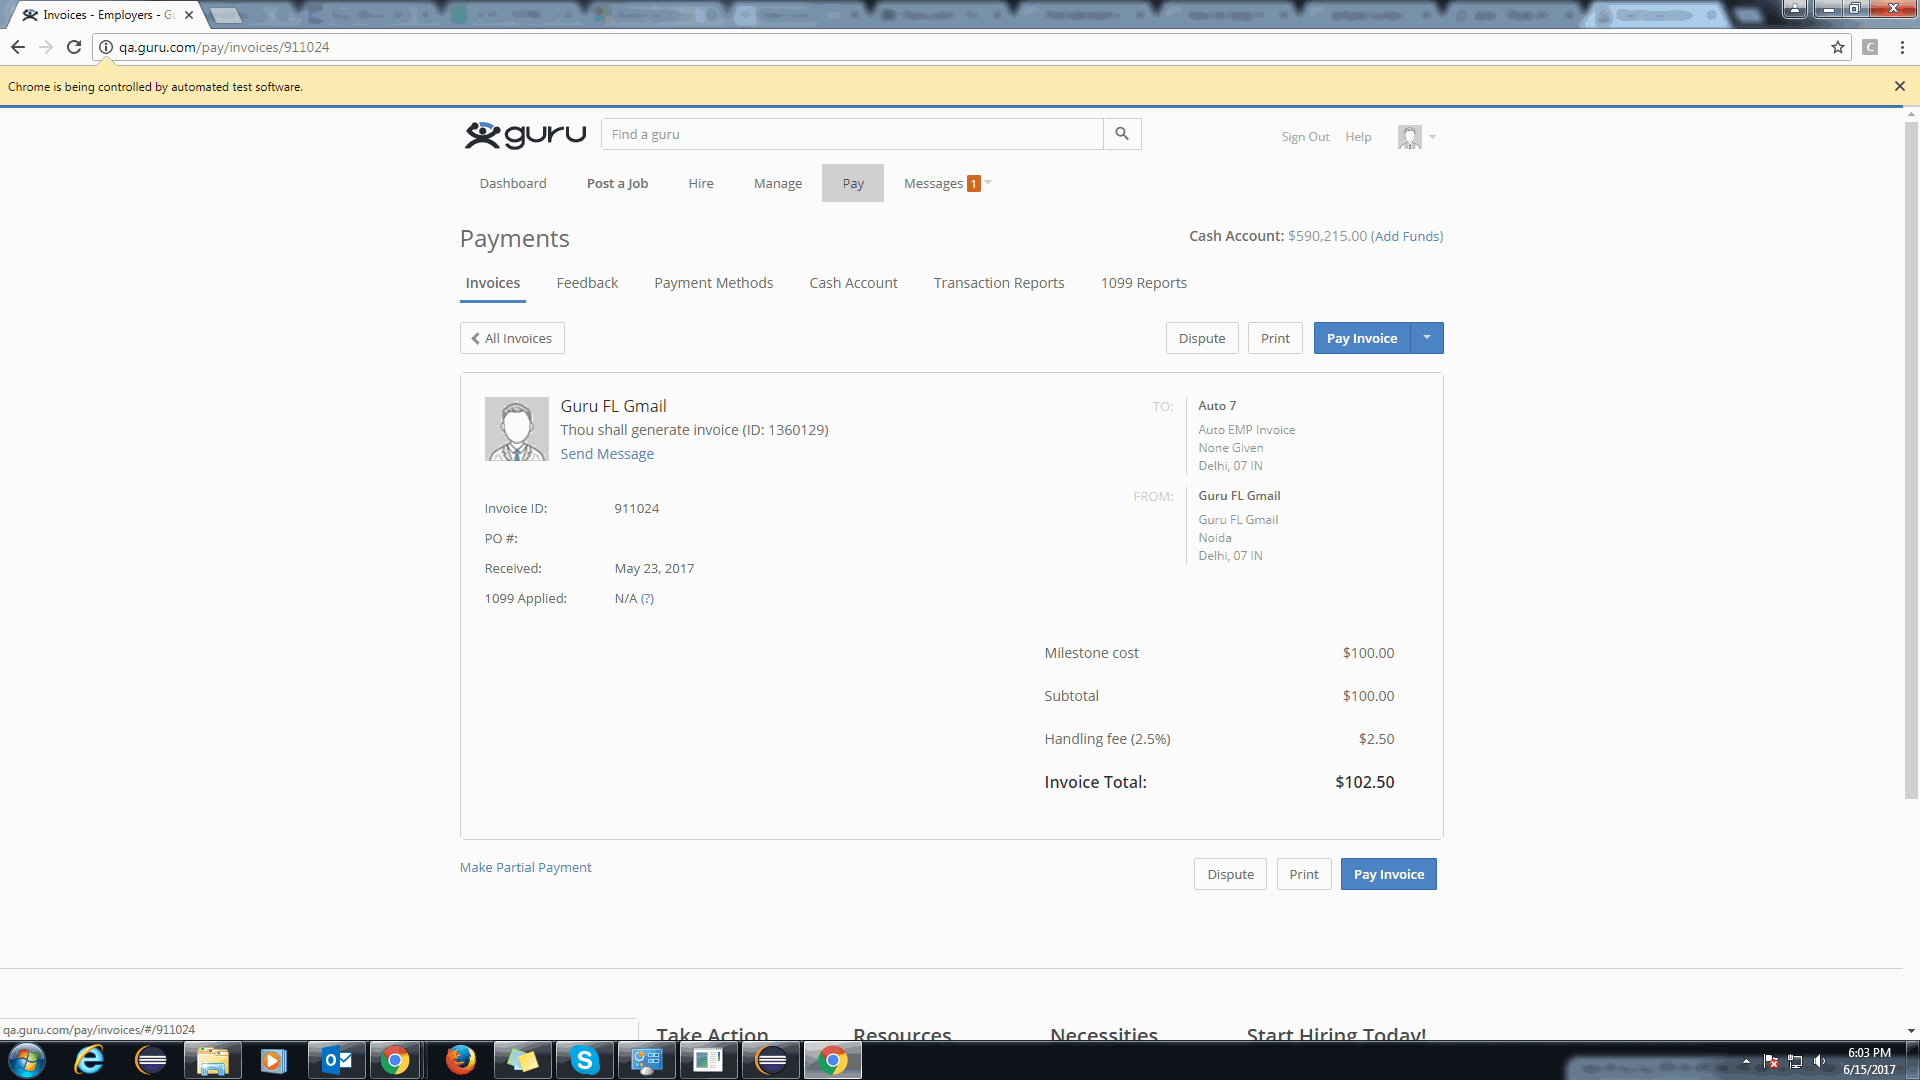 Invoices - Employers - Gu
qa.guru.com/pay/invoices/911024
C
Chrome is being controlled by automated test software.
guru
Find a guru
Sign Out Help
Dashboard Post a Job Hire Manage Pay Messages 1
Payments
Cash Account: $590,215.00 (Add Funds)
Invoices Feedback Payment Methods Cash Account Transaction Reports 1099 Reports
All Invoices Dispute Print Pay Invoice
Guru FL Gmail
Thou shall generate invoice (ID: 1360129)
Send Message
TO: Auto 7
Auto EMP Invoice
None Given
Delhi, 07 IN
FROM: Guru FL Gmail
Guru FL Gmail
Noida
Delhi, 07 IN
Invoice ID: 911024
PO #:
Received: May 23, 2017
1099 Applied: N/A (?)
Milestone cost $100.00
Subtotal $100.00
Handling fee (2.5%) $2.50
Invoice Total: $102.50
Make Partial Payment
Dispute Print Pay Invoice
Take Action Resources Necessities Start Hiring Today!
qa.guru.com/pay/invoices/#/911024
6:03 PM
6/15/2017